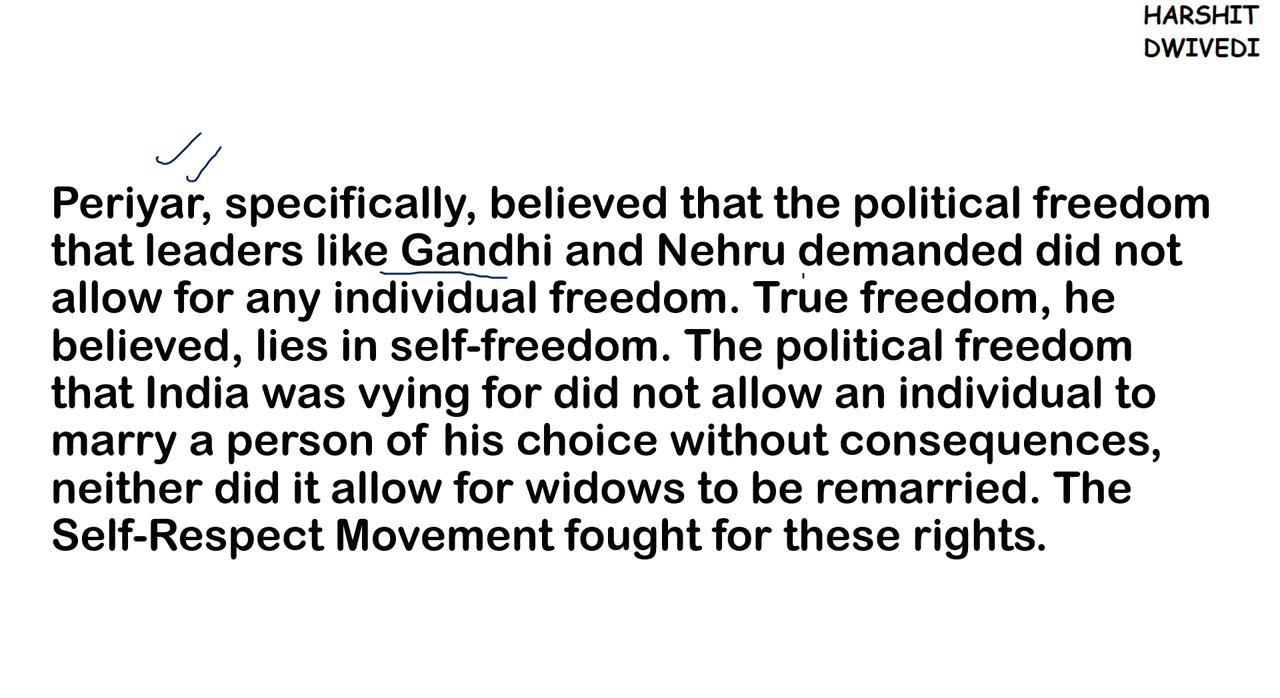 HARSHIT
DWIVEDI
Periyar, specifically, believed that the political freedom
that leaders like Gandhi and Nehru demanded did not
allow for any individual freedom. True freedom, he
believed, lies in self-freedom. The political freedom
that India was vying for did not allow an individual to
marry a person of his choice without consequences,
neither did it allow for widows to be remarried. The
Self-Respect Movement fought for these rights.